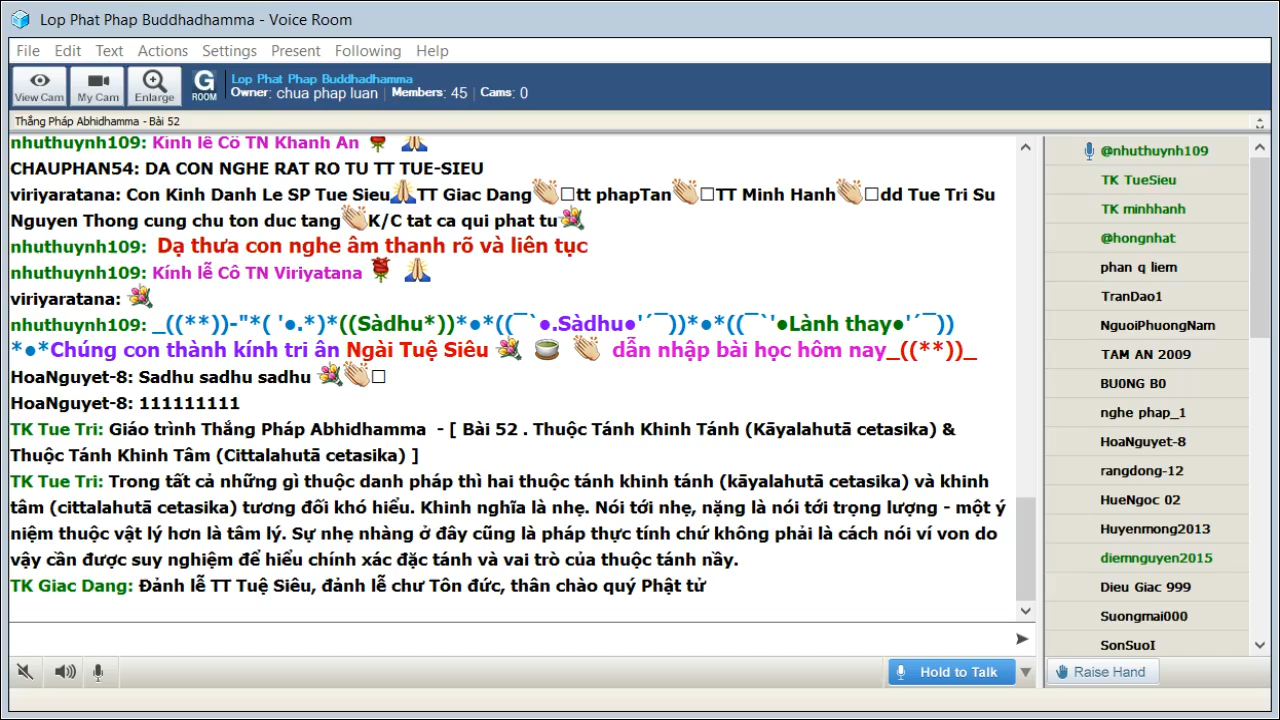 Lop Phat Phap Buddhadhamma - Voice Room
File Edit Text Actions Settings Present Following Help
View Cam My Cam Enlarge G ROOM
Lop Phat Phap Buddhadhamma
Owner: chua phap luan | Members: 45 | Cams: 0
Thắng Pháp Abhidhamma - Bài 52
nhuthuynh109: Kính lễ Cô TN Khanh An 🌹 🙏
CHAUPHAN54: DA CON NGHE RAT RO TU TT TUE-SIEU
viriyaratana: Con Kinh Danh Le SP Tue Sieu🙏TT Giac Dang👏□tt phapTan👏□TT Minh Hanh👏□dd Tue Tri Su
Nguyen Thong cung chu ton duc tang👏K/C tat ca qui phat tu💐
nhuthuynh109: Dạ thưa con nghe âm thanh rõ và liên tục
nhuthuynh109: Kính lễ Cô TN Viriyatana 🌹 🙏
viriyaratana: 💐
nhuthuynh109: _((**))-"*( '●.*)*((Sàdhu*))*●*((¯`●.Sàdhu●'´¯))*●*((¯`'●Lành thay●'´¯))
*●*Chúng con thành kính tri ân Ngài Tuệ Siêu 💐 🍵 👏 dẫn nhập bài học hôm nay_((**))_
HoaNguyet-8: Sadhu sadhu sadhu 💐👏□
HoaNguyet-8: 111111111
TK Tue Tri: Giáo trình Thắng Pháp Abhidhamma - [ Bài 52 . Thuộc Tánh Khinh Tánh (Kāyalahutā cetasika) &
Thuộc Tánh Khinh Tâm (Cittalahutā cetasika) ]
TK Tue Tri: Trong tất cả những gì thuộc danh pháp thì hai thuộc tánh khinh tánh (kāyalahutā cetasika) và khinh
tâm (cittalahutā cetasika) tương đối khó hiểu. Khinh nghĩa là nhẹ. Nói tới nhẹ, nặng là nói tới trọng lượng - một ý
niệm thuộc vật lý hơn là tâm lý. Sự nhẹ nhàng ở đây cũng là pháp thực tính chứ không phải là cách nói ví von do
vậy cần được suy nghiệm để hiểu chính xác đặc tánh và vai trò của thuộc tánh nầy.
TK Giac Dang: Đảnh lễ TT Tuệ Siêu, đảnh lễ chư Tôn đức, thân chào quý Phật tử
@nhuthuynh109
TK TueSieu
TK minhhanh
@hongnhat
phan q liem
TranDao1
NguoiPhuongNam
TAM AN 2009
BU0NG B0
nghe phap_1
HoaNguyet-8
rangdong-12
HueNgoc 02
Huyenmong2013
diemnguyen2015
Dieu Giac 999
Suongmai000
SonSuoI
Hold to Talk
Raise Hand